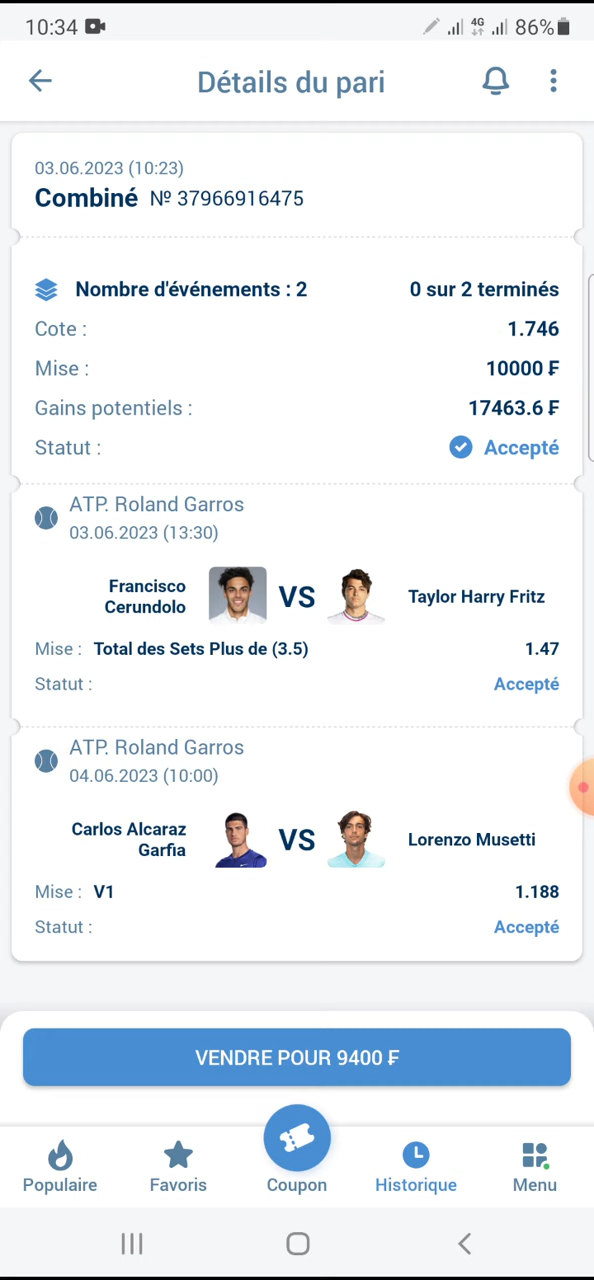 10:34
4G
86%
Détails du pari
03.06.2023 (10:23)
Combiné № 37966916475
Nombre d'événements : 2 0 sur 2 terminés
Cote : 1.746
Mise : 10000 ₣
Gains potentiels : 17463.6 ₣
Statut : Accepté
ATP. Roland Garros
03.06.2023 (13:30)
Francisco
Cerundolo
VS
Taylor Harry Fritz
Mise : Total des Sets Plus de (3.5) 1.47
Statut : Accepté
ATP. Roland Garros
04.06.2023 (10:00)
Carlos Alcaraz
Garfia
VS
Lorenzo Musetti
Mise : V1 1.188
Statut : Accepté
VENDRE POUR 9400 ₣
Populaire Favoris Coupon Historique Menu